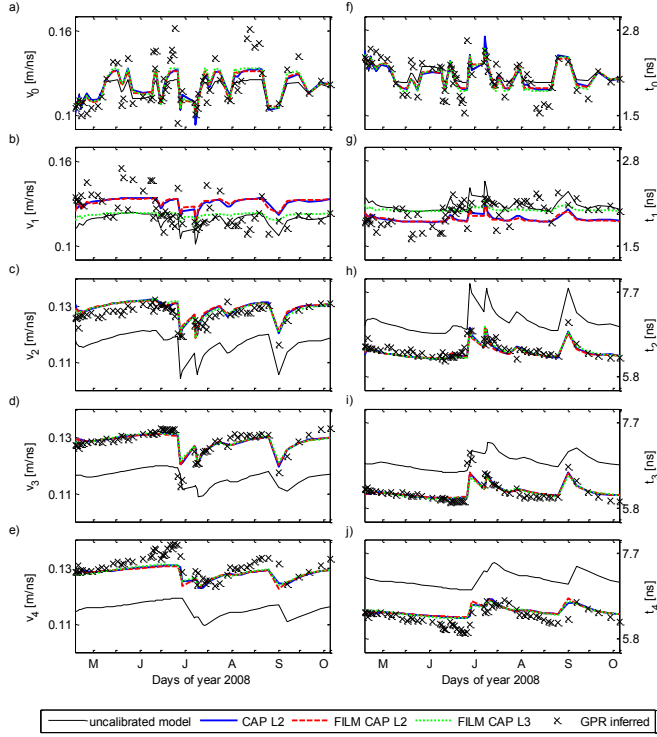 a)
f)
0.16
0.1
v0 [m/ns]
2.8
1.5
t0 [ns]
b)
g)
0.16
0.1
v1 [m/ns]
2.8
1.5
t1 [ns]
c)
h)
0.13
0.11
v2 [m/ns]
7.7
5.8
t2 [ns]
d)
i)
0.13
0.11
v3 [m/ns]
7.7
5.8
t3 [ns]
e)
j)
0.13
0.11
v4 [m/ns]
7.7
5.8
t4 [ns]
M J J A S O
M J J A S O
Days of year 2008
Days of year 2008
uncalibrated model CAP L2 FILM CAP L2 FILM CAP L3 GPR inferred